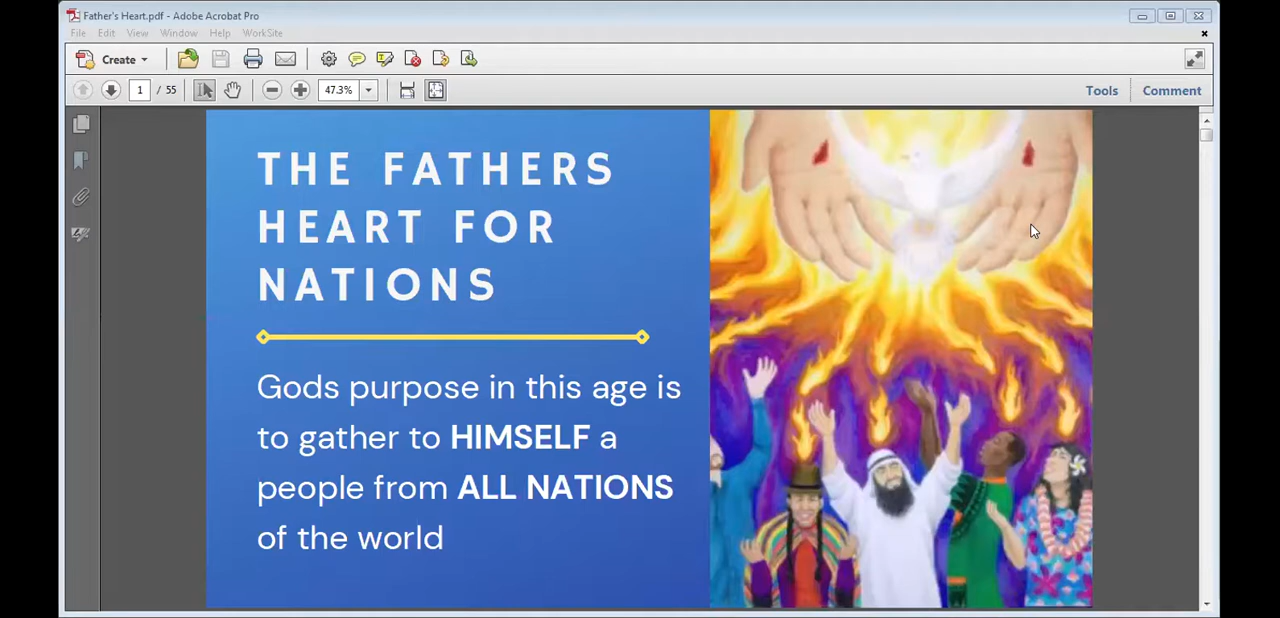 Father's Heart.pdf - Adobe Acrobat Pro
File Edit View Window Help WorkSite
Create
1 / 55 47.3% Tools Comment
THE FATHERS
HEART FOR
NATIONS
Gods purpose in this age is
to gather to HIMSELF a
people from ALL NATIONS
of the world